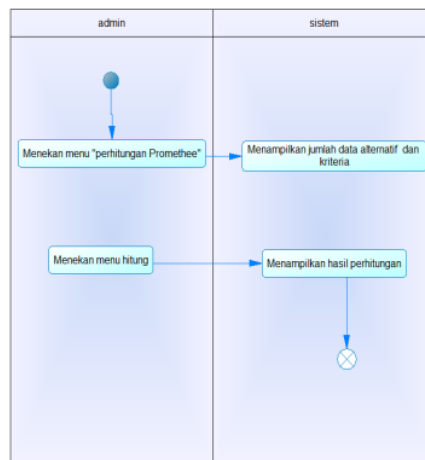 admin
sistem
Menekan menu "perhitungan Promethee"
Menampilkan jumlah data alternatif dan
kriteria
Menekan menu hitung
Menampilkan hasil perhitungan